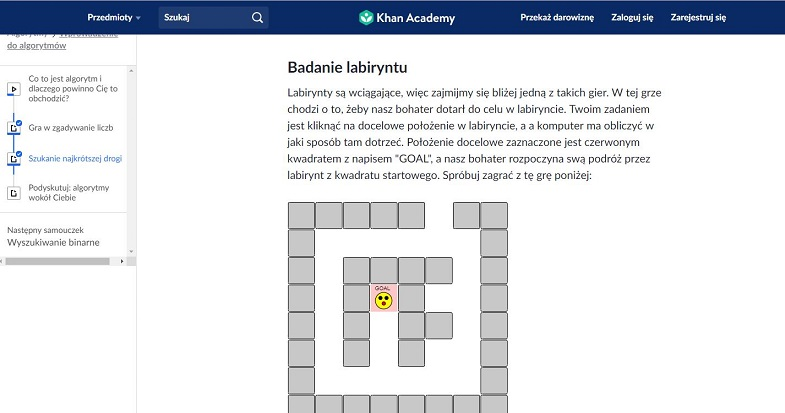 Przedmioty
Szukaj
Khan Academy
Przekaż darowiznę
Zaloguj się
Zarejestruj się
Algorytmy Wprowadzenie
do algorytmów
Co to jest algorytm i
dlaczego powinno Cię to
obchodzić?
Gra w zgadywanie liczb
Szukanie najkrótszej drogi
Podyskutuj: algorytmy
wokół Ciebie
Następny samouczek
Wyszukiwanie binarne
Badanie labiryntu
Labirynty są wciągające, więc zajmijmy się bliżej jedną z takich gier. W tej grze
chodzi o to, żeby nasz bohater dotarł do celu w labiryncie. Twoim zadaniem
jest kliknąć na docelowe położenie w labiryncie, a a komputer ma obliczyć w
jaki sposób tam dotrzeć. Położenie docelowe zaznaczone jest czerwonym
kwadratem z napisem "GOAL", a nasz bohater rozpoczyna swą podróż przez
labirynt z kwadratu startowego. Spróbuj zagrać z tę grę poniżej:
GOAL